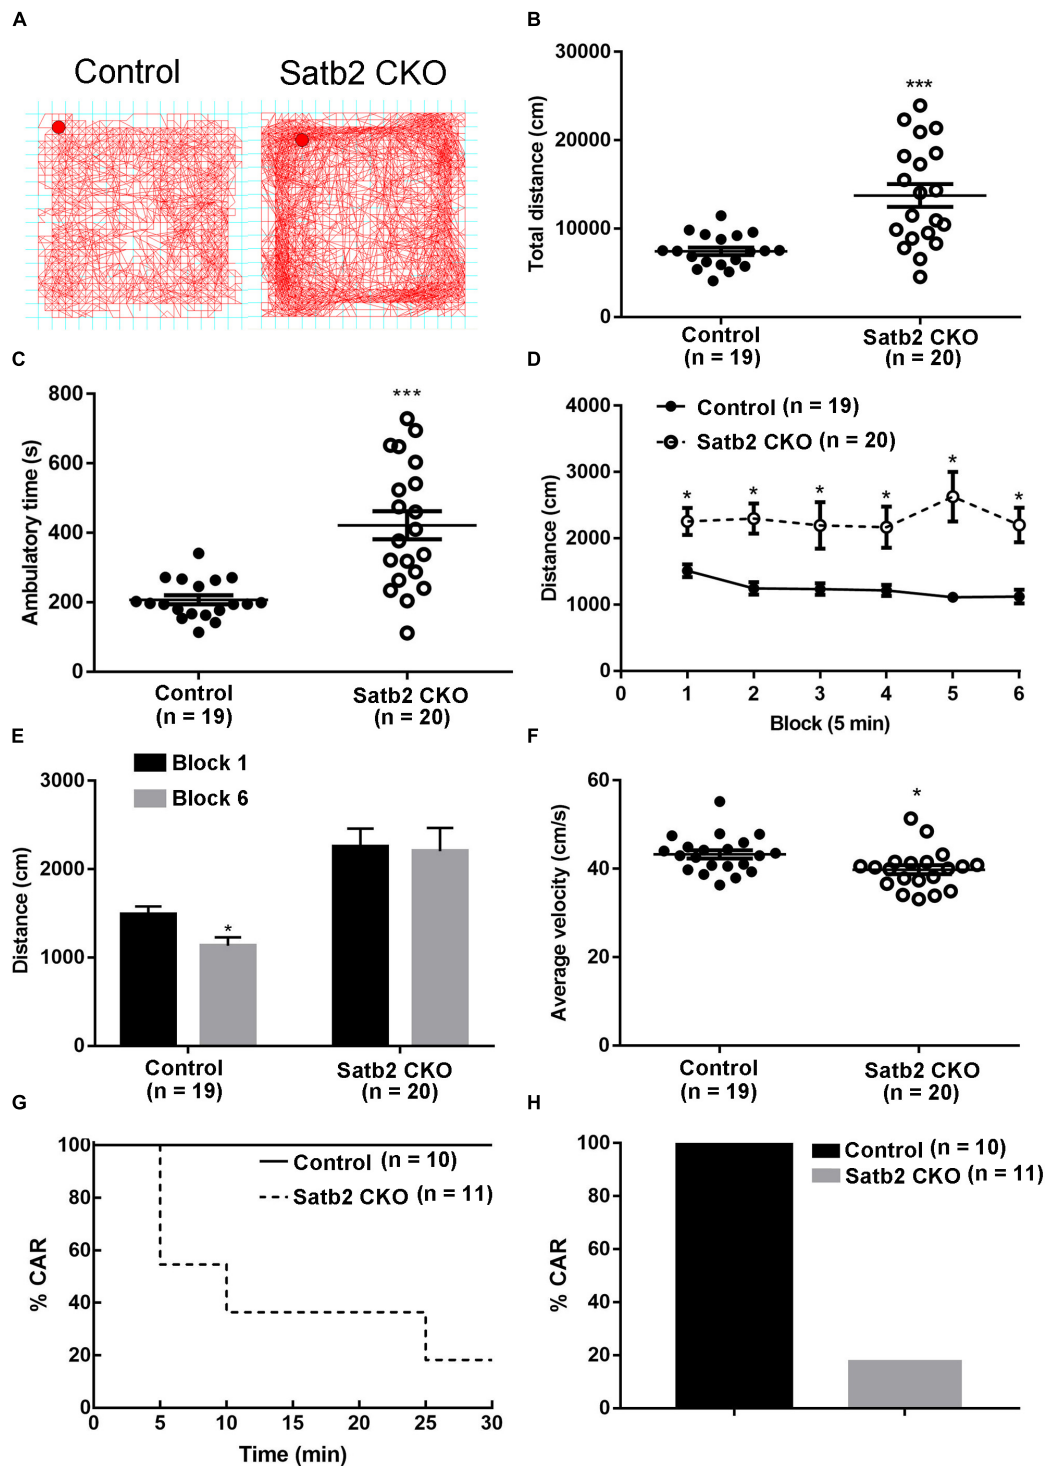 A
Control
Satb2 CKO
B
30000
20000
10000
0
Total distance (cm)
***
Control
(n = 19)
Satb2 CKO
(n = 20)
C
800
600
400
200
0
Ambulatory time (s)
***
Control
(n = 19)
Satb2 CKO
(n = 20)
D
4000
3000
2000
1000
0
Distance (cm)
Control (n = 19)
Satb2 CKO (n = 20)
* * * * * *
0 1 2 3 4 5 6
Block (5 min)
E
Block 1
Block 6
3000
2000
1000
0
Distance (cm)
*
Control
(n = 19)
Satb2 CKO
(n = 20)
F
60
40
20
0
Average velocity (cm/s)
*
Control
(n = 19)
Satb2 CKO
(n = 20)
G
100
80
60
40
20
0
% CAR
Control (n = 10)
Satb2 CKO (n = 11)
0 5 10 15 20 25 30
Time (min)
H
100
80
60
40
20
0
% CAR
Control (n = 10)
Satb2 CKO (n = 11)